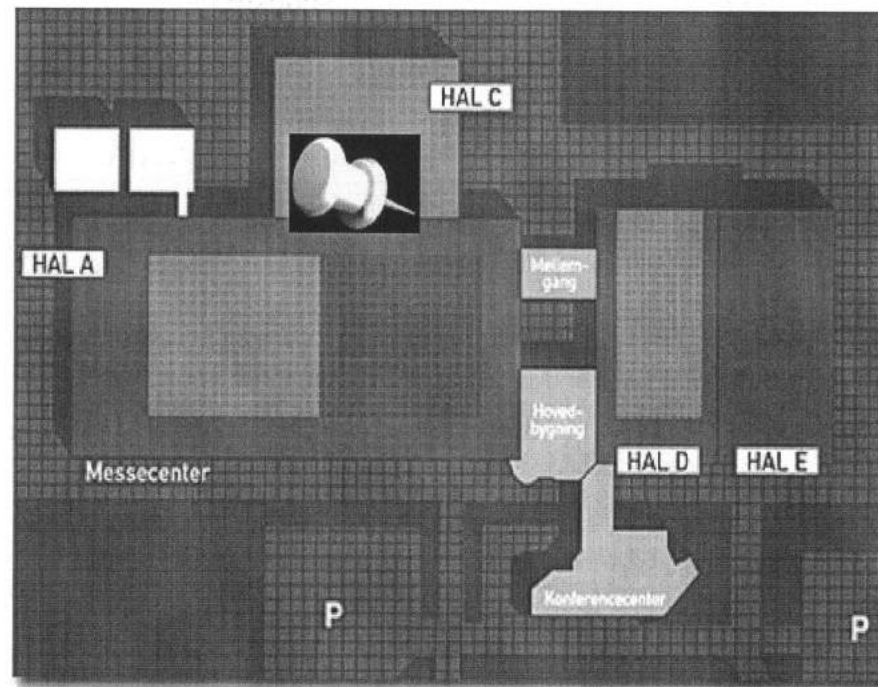 HAL C
HAL A
Mellem-
gang
Hoved-
bygning
HAL D
HAL E
Messecenter
Konferencecenter
P
P